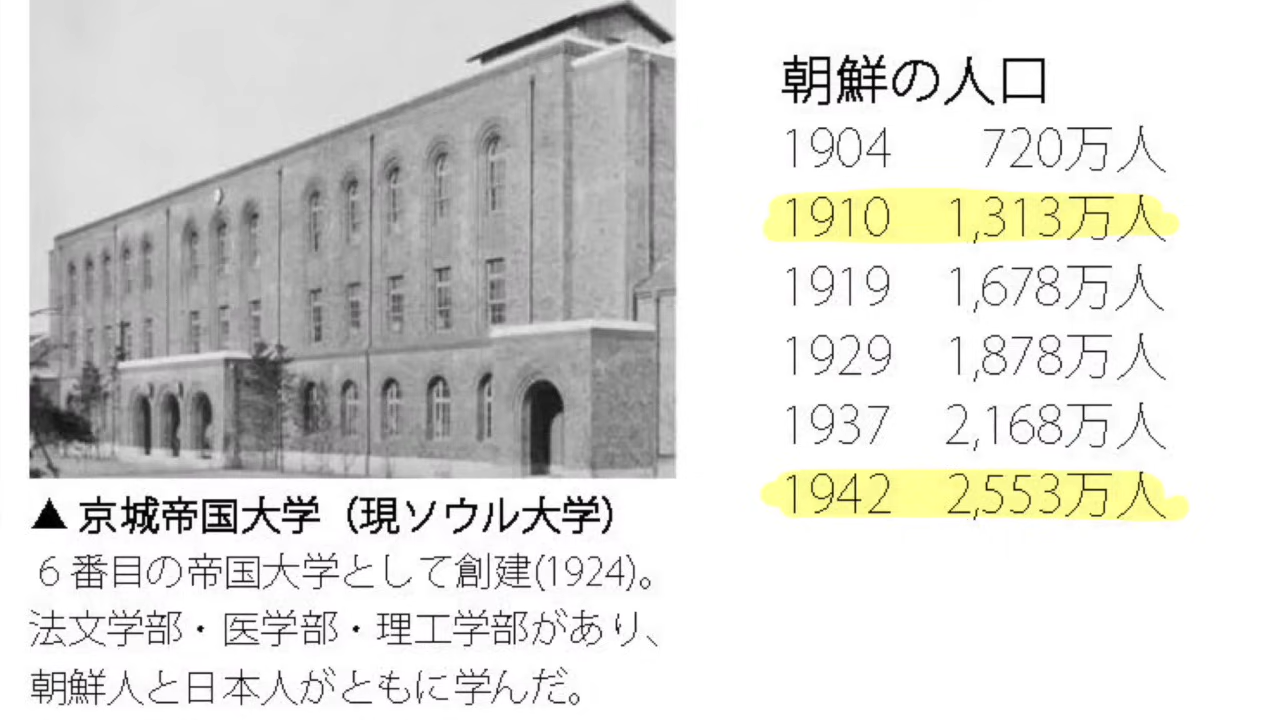 ▲京城帝国大学（現ソウル大学）
6番目の帝国大学として創建(1924)。
法文学部・医学部・理工学部があり、
朝鮮人と日本人がともに学んだ。
朝鮮の人口
1904 720万人
1910 1,313万人
1919 1,678万人
1929 1,878万人
1937 2,168万人
1942 2,553万人